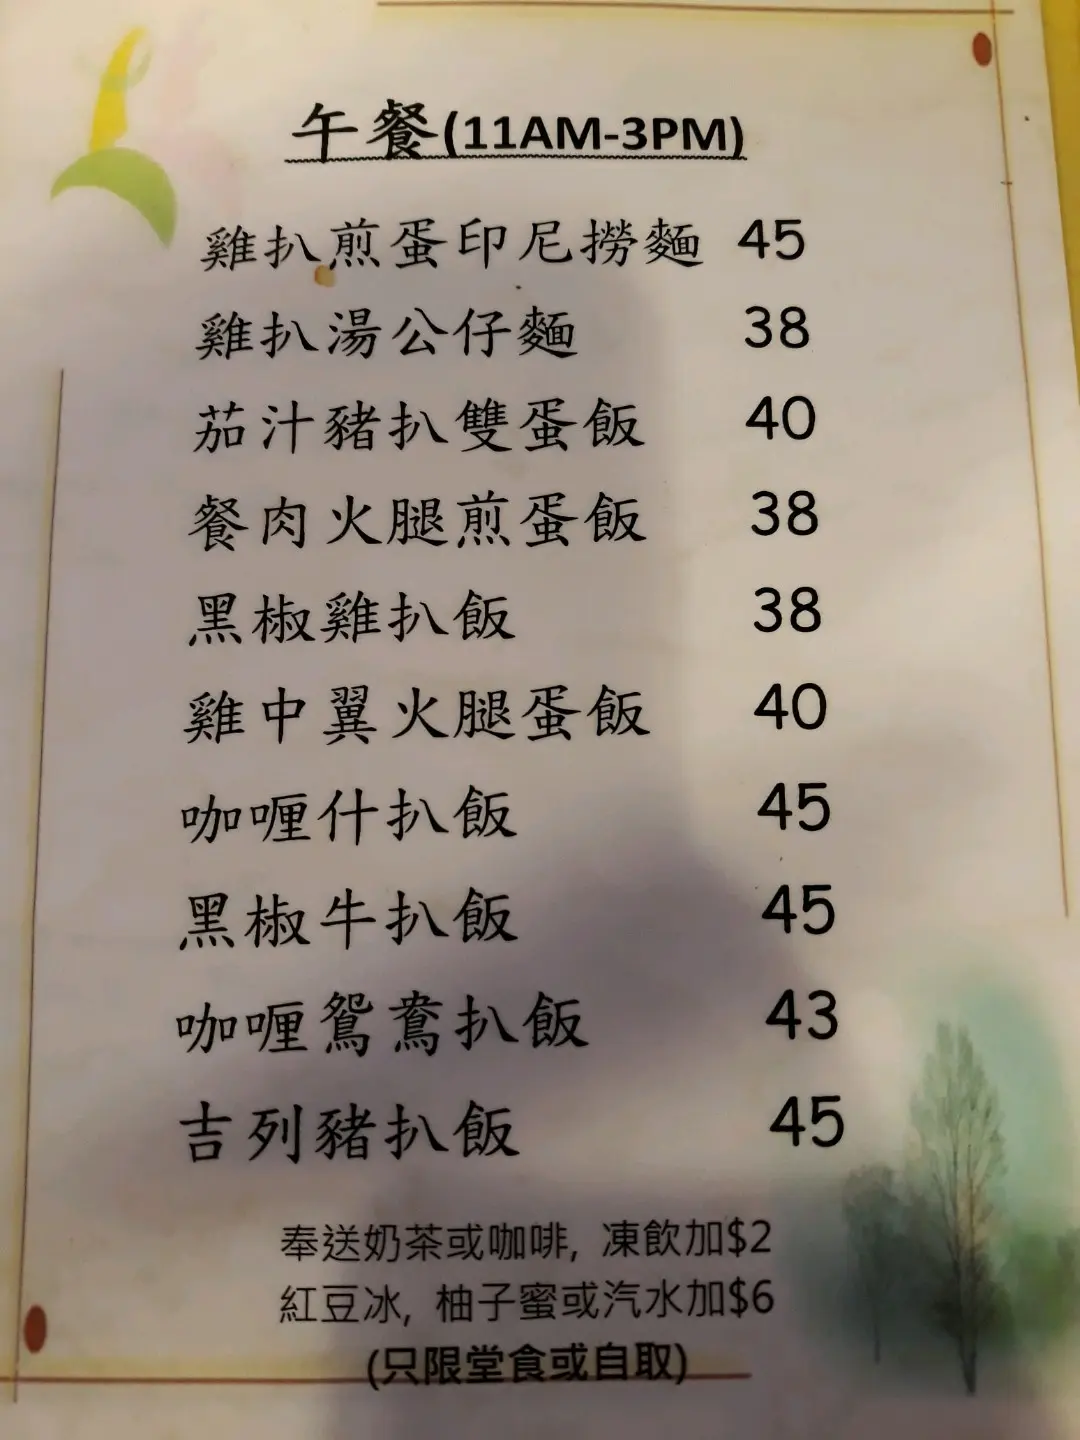 午餐(11AM-3PM)
雞扒煎蛋印尼撈麵 45
雞扒湯公仔麵 38
茄汁豬扒雙蛋飯 40
餐肉火腿煎蛋飯 38
黑椒雞扒飯 38
雞中翼火腿蛋飯 40
咖喱什扒飯 45
黑椒牛扒飯 45
咖喱鴛鴦扒飯 43
吉列豬扒飯 45
奉送奶茶或咖啡, 凍飲加$2
紅豆冰, 柚子蜜或汽水加$6
(只限堂食或自取)